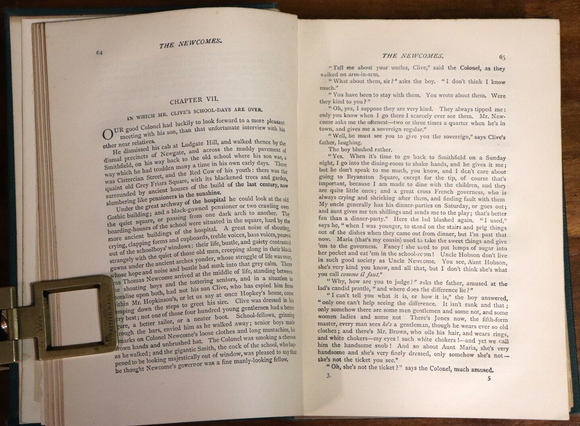 64
THE NEWCOMES.
CHAPTER VII.
IN WHICH MR. CLIVE'S SCHOOL-DAYS ARE OVER.
OUR good Colonel had luckily to look forward to a more pleasant
meeting with his son, than that unfortunate interview with his
other near relatives.
He dismissed his cab at Ludgate Hill, and walked thence by the
dismal precincts of Newgate, and across the muddy pavement of
Smithfield, on his way back to the old school where his son was, a
way which he had trodden many a time in his own early days. There
was Cistercian Street, and the Red Cow of his youth: there was the
quaint old Grey Friars Square, with its blackened trees and garden,
surrounded by ancient houses of the build of the last century, now
slumbering like pensioners in the sunshine.
Under the great archway of the hospital he could look at the old
Gothic building; and a black-gowned pensioner or two crawling over
the quiet square, or passing from one dark arch to another. The
boarding-houses of the school were situated in the square, hard by the
more ancient buildings of the hospital. A great noise of shouting,
crying, clapping forms and cupboards, treble voices, bass voices, poured
out of the schoolboys' windows: their life, bustle, and gaiety contrasted
strangely with the quiet of those old men, creeping along in their black
gowns under the ancient arches yonder, whose struggle of life was over,
whose hope and noise and bustle had sunk into that grey calm. There
Thomas Newcome arrived at the middle of life, standing between
the shouting boys and the tottering seniors, and in a situation to
moralise upon both, had not his son Clive, who has espied him from
within Mr. Hopkinson's, or let us say at once Hopkey's house, come
jumping down the steps to greet his sire. Clive was dressed in his
very best; not one of those four hundred young gentlemen had a better
figure, a better tailor, or a neater boot. Schoolfellows, grinning
through the bars, envied him as he walked away; senior boys made
remarks on Colonel Newcome's loose clothes and long mustachios, his
brown hands and unbrushed hat. The Colonel was smoking a cheroot
as he walked; and the gigantic Smith, the cock of the school, who hap-
pened to be looking majestically out of window, was pleased to say that
he thought Newcome's governor was a fine manly-looking fellow.
THE NEWCOMES.
65
"Tell me about your uncles, Clive," said the Colonel, as they
walked on arm-in-arm.
"What about them, sir?" asks the boy. "I don't think I know
much."
"You have been to stay with them. You wrote about them. Were
they kind to you?"
"Oh, yes, I suppose they are very kind. They always tipped me;
only you know when I go there I scarcely ever see them. Mr. New-
come asks me the oftenest—two or three times a quarter when he's in
town, and gives me a sovereign regular."
"Well, he must see you to give you the sovereign," says Clive's
father, laughing.
The boy blushed rather.
"Yes. When it's time to go back to Smithfield on a Sunday
night, I go into the dining-room to shake hands, and he gives it me;
but he don't speak to me much, you know, and I don't care about
going to Bryanston Square, except for the tip, of course that's
important, because I am made to dine with the children, and they
are quite little ones; and a great cross French governess, who is
always crying and shrieking after them, and finding fault with them.
My uncle generally has his dinner-parties on Saturday, or goes out;
and aunt gives me ten shillings and sends me to the play; that's better
fun than a dinner-party." Here the lad blushed again. "I used,"
says he, "when I was younger, to stand on the stairs and prig things
out of the dishes when they came out from dinner, but I'm past that
now. Maria (that's my cousin) used to take the sweet things and give
'em to the governess. Fancy! she used to put lumps of sugar into
her pocket and eat 'em in the school-room! Uncle Hobson don't live
in such good society as Uncle Newcome. You see, Aunt Hobson,
she's very kind you know, and all that, but I don't think she's what
you call comme il faut."
"Why, how are you to judge?" asks the father, amused at the
lad's candid prattle, "and where does the difference lie?"
"I can't tell you what it is, or how it is," the boy answered,
"only one can't help seeing the difference. It isn't rank and that;
only somehow there are some men gentlemen and some not, and some
women ladies and some not. There's Jones now, the fifth-form
master, every man sees he's a gentleman, though he wears ever so old
clothes; and there's Mr. Brown, who oils his hair, and wears rings,
and white chokers—my eyes! such white chokers!—and yet we call
him the handsome snob! And so about Aunt Maria, she's very
handsome and she's very finely dressed, only somehow she's not—
she's not the ticket you see."
"Oh, she's not the ticket?" says the Colonel, much amused.
3.
5